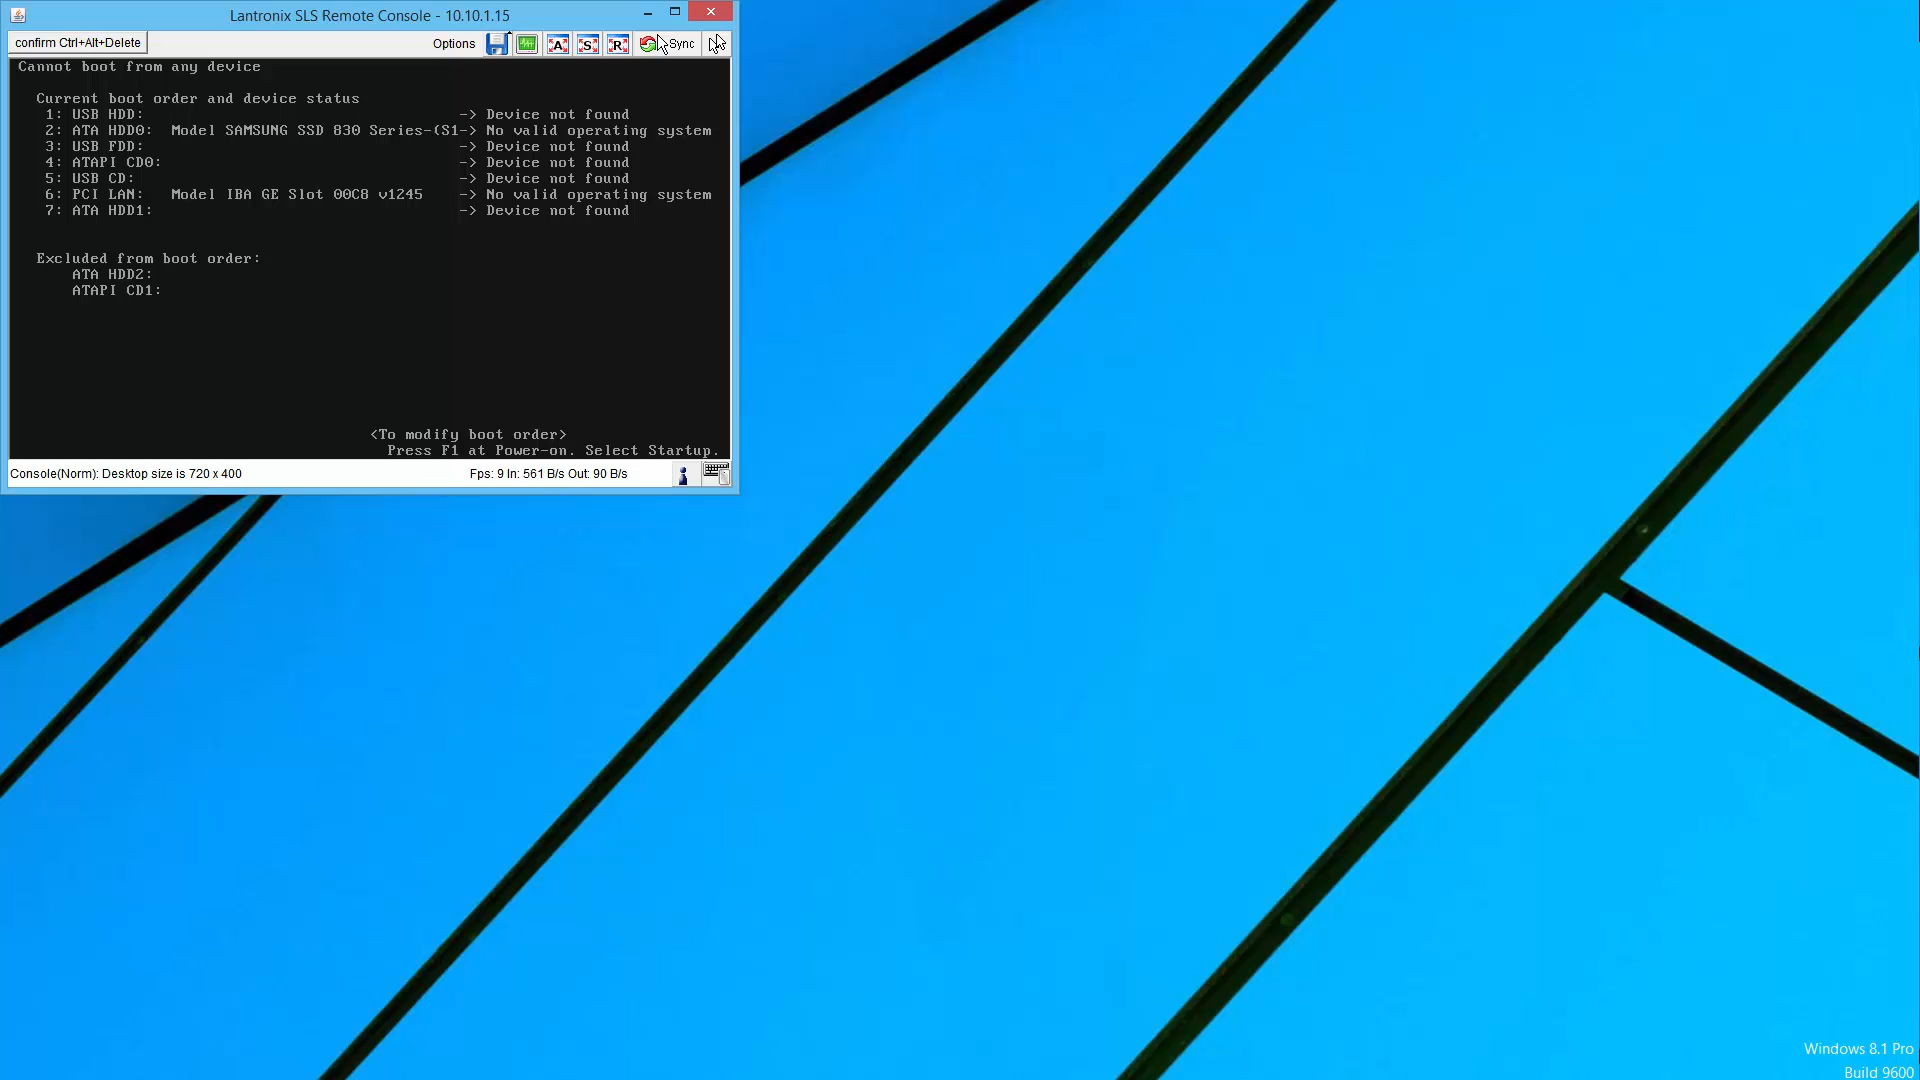 Lantronix SLS Remote Console - 10.10.1.15
confirm Ctrl+Alt+Delete Options A S R Sync
Cannot boot from any device
Current boot order and device status
1: USB HDD: -> Device not found
2: ATA HDD0: Model SAMSUNG SSD 830 Series-(S1-> No valid operating system
3: USB FDD: -> Device not found
4: ATAPI CD0: -> Device not found
5: USB CD: -> Device not found
6: PCI LAN: Model IBA GE Slot 00C8 v1245 -> No valid operating system
7: ATA HDD1: -> Device not found
Excluded from boot order:
ATA HDD2:
ATAPI CD1:
<To modify boot order>
Press F1 at Power-on. Select Startup.
Console(Norm): Desktop size is 720 x 400 Fps: 9 In: 561 B/s Out: 90 B/s
Windows 8.1 Pro
Build 9600